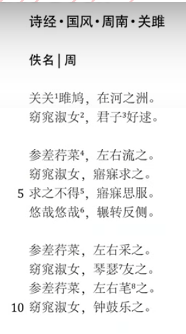 诗经·国风·周南·关雎
佚名|周
关关¹雎鸠，在河之洲。
窈窕淑女²，君子³好逑。
参差荇菜⁴，左右流之。
窈窕淑女，寤寐求之。
5 求之不得⁵，寤寐思服。
悠哉悠哉⁶，辗转反侧。
参差荇菜，左右采之。
窈窕淑女，琴瑟⁷友之。
参差荇菜，左右芼⁸之。
10 窈窕淑女，钟鼓乐之。